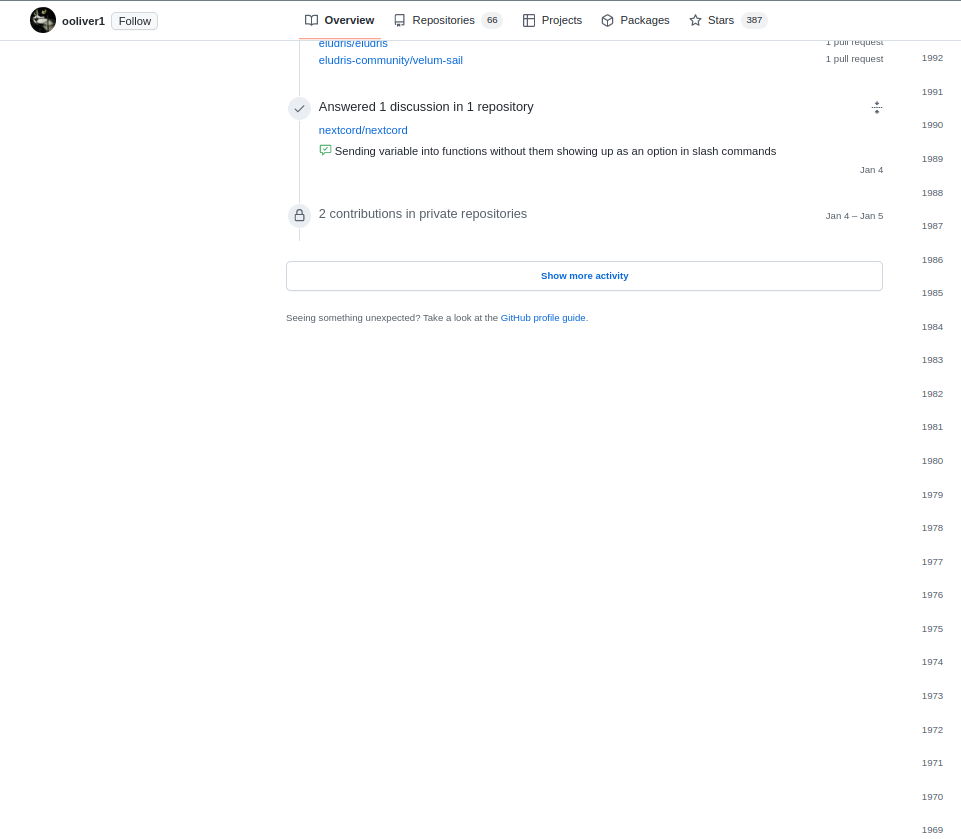 ooliver1 Follow Overview Repositories 66 Projects Packages Stars 387
eludris/eludris 1 pull request
eludris-community/velum-sail 1 pull request
Answered 1 discussion in 1 repository
nextcord/nextcord
Sending variable into functions without them showing up as an option in slash commands
Jan 4
2 contributions in private repositories Jan 4 – Jan 5
Show more activity
Seeing something unexpected? Take a look at the GitHub profile guide.
1992
1991
1990
1989
1988
1987
1986
1985
1984
1983
1982
1981
1980
1979
1978
1977
1976
1975
1974
1973
1972
1971
1970
1969